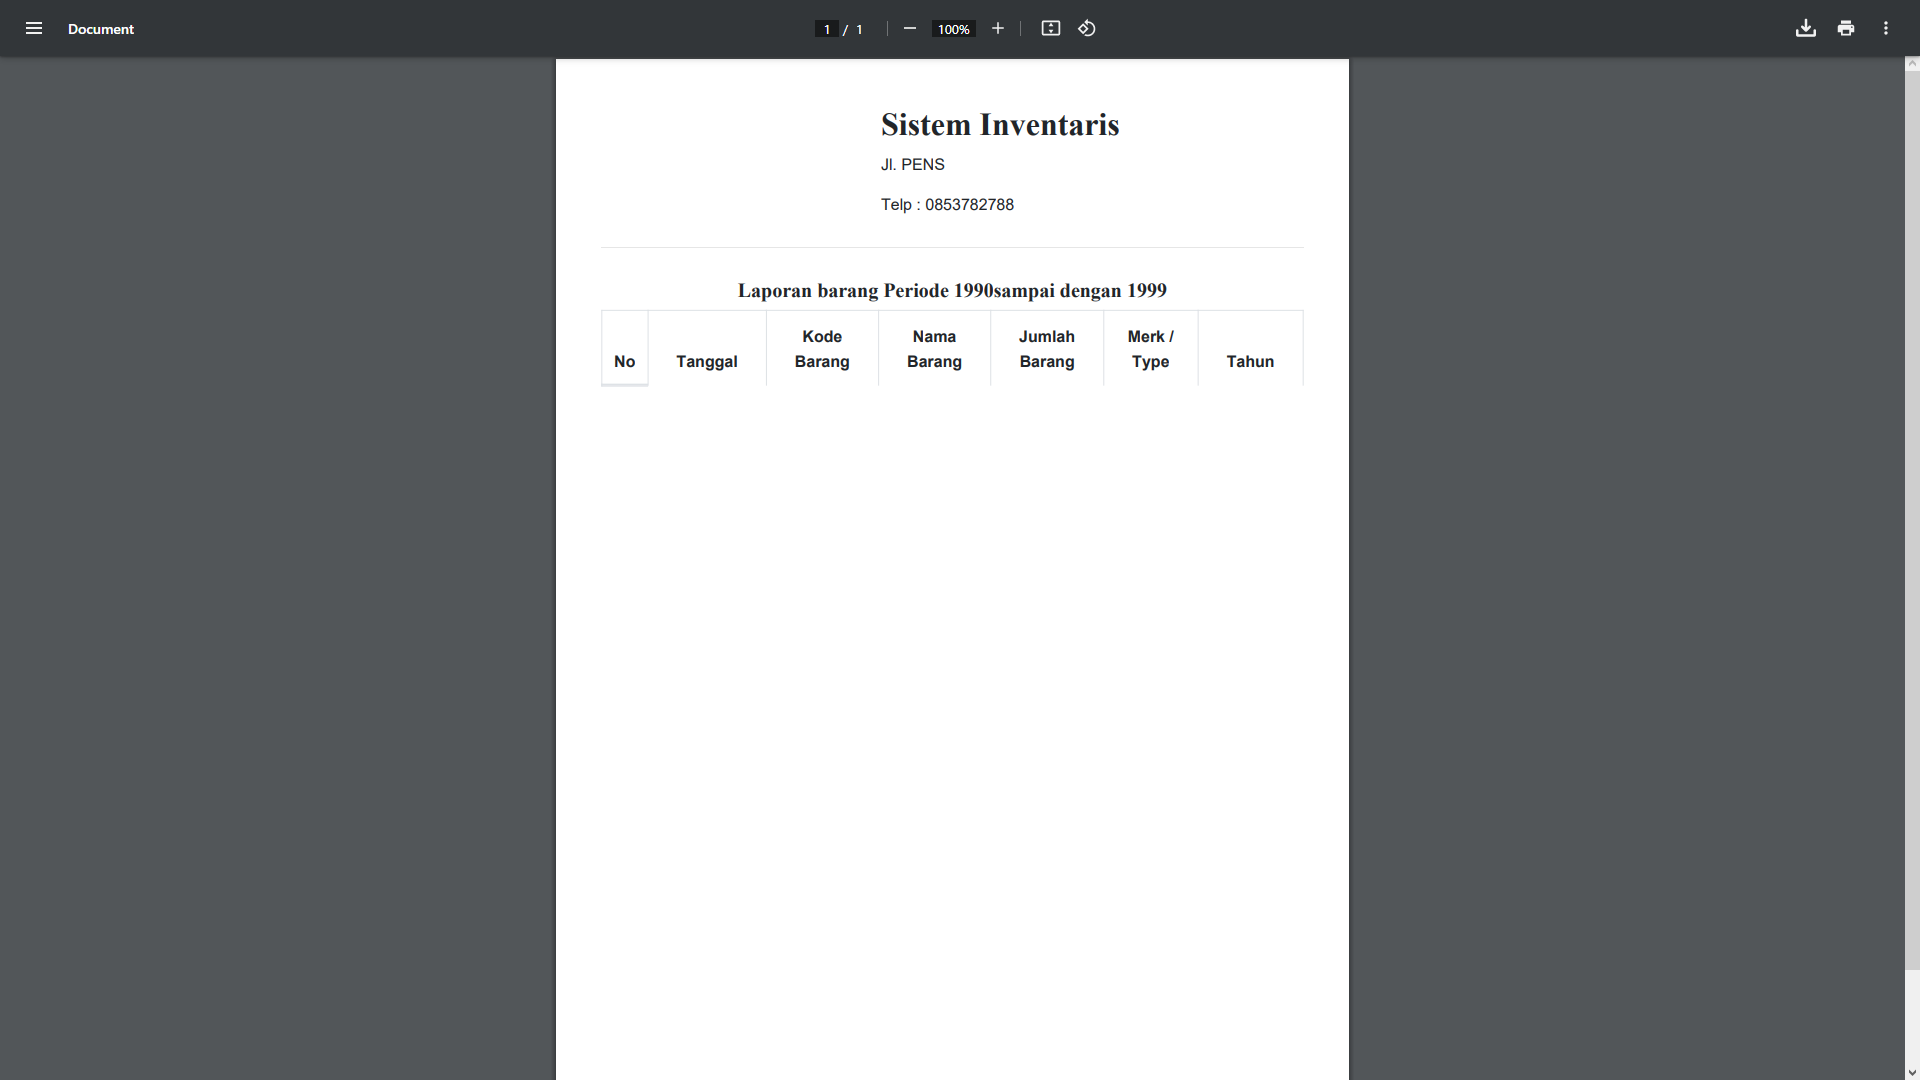 Document
1 / 1
100%
Sistem Inventaris
Jl. PENS
Telp : 0853782788
Laporan barang Periode 1990sampai dengan 1999
No Tanggal Kode Barang Nama Barang Jumlah Barang Merk / Type Tahun